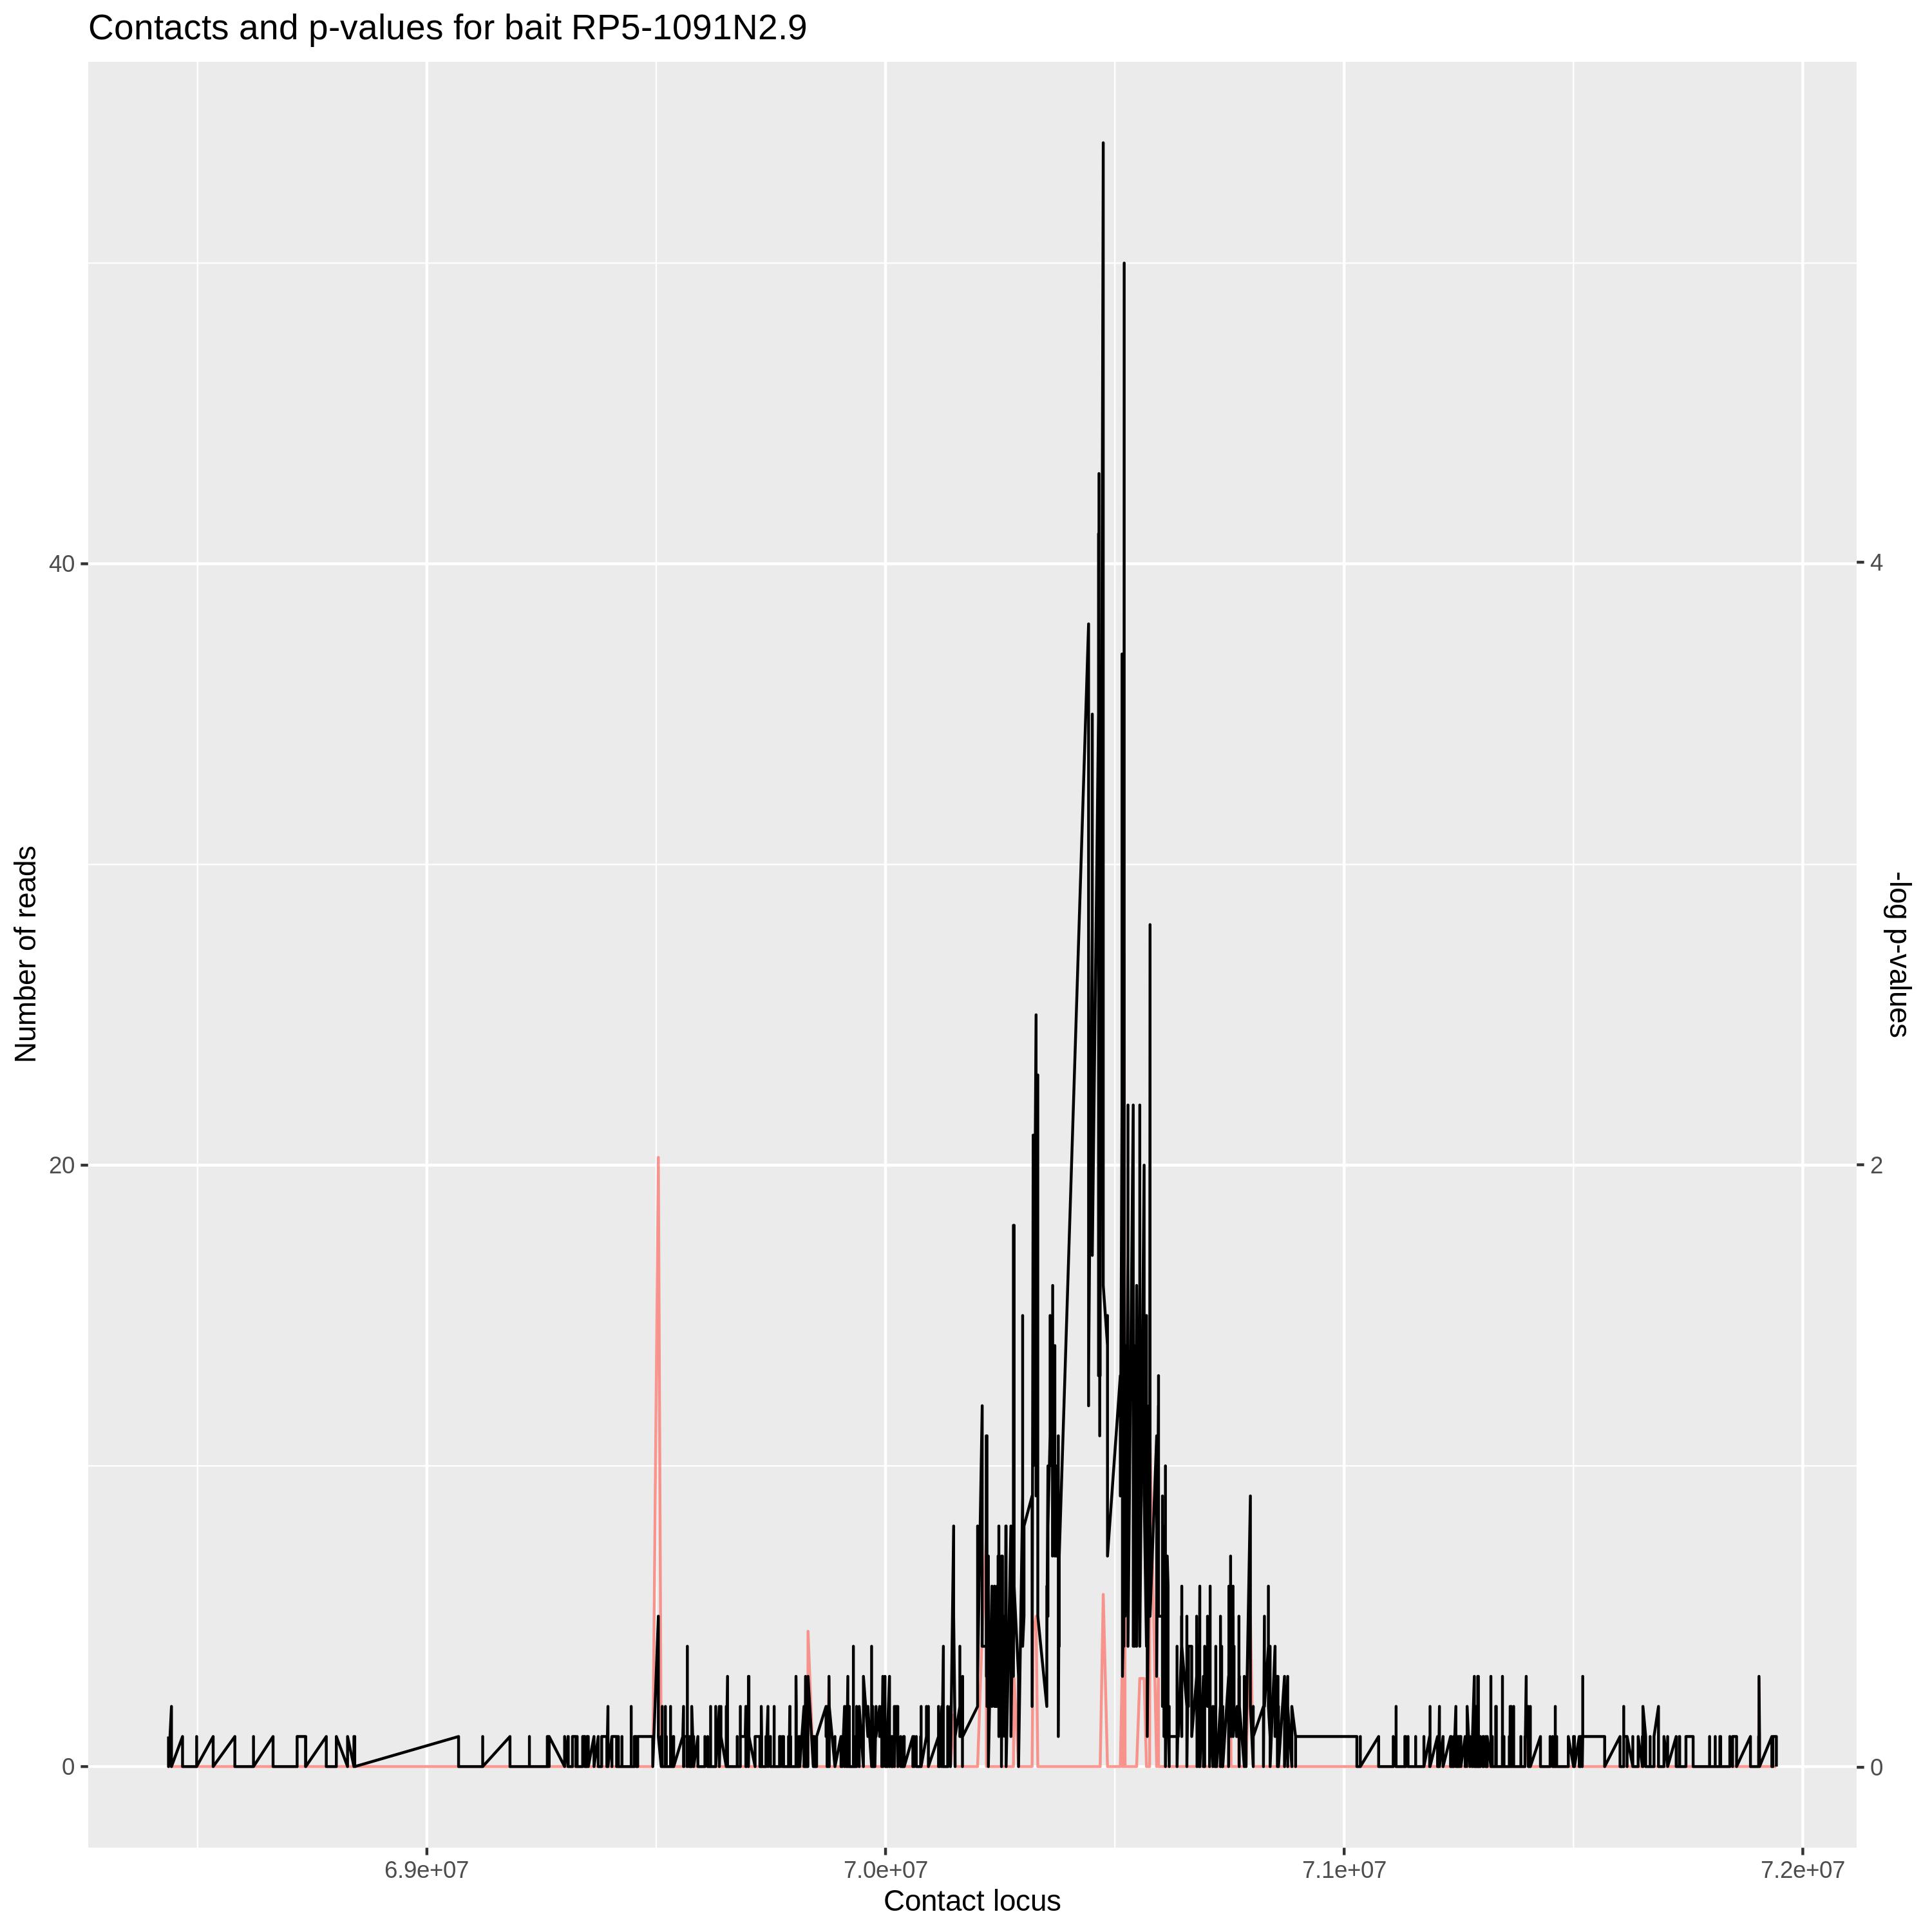 Contacts and p-values for bait RP5-1091N2.9
Number of reads
40
20
0
4
2
0
-log p-values
6.9e+07
7.0e+07
7.1e+07
7.2e+07
Contact locus